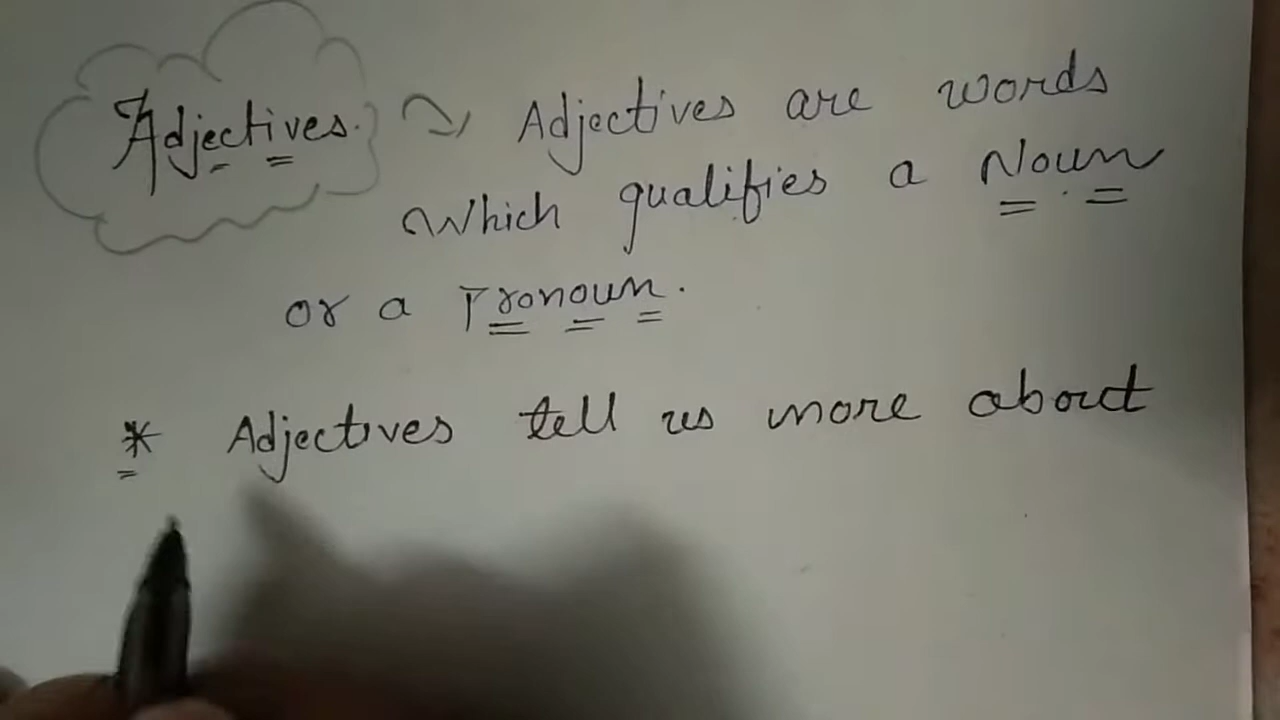 Adjectives. Adjectives are words
which qualifies a Noun
or a Pronoun.
* Adjectives tell us more about